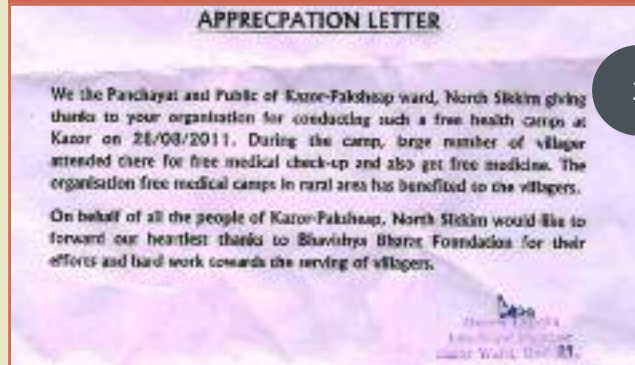 APPRECPATION LETTER
We the Panchayat and Public of Kazor-Paksheap ward, North Sikkim giving
thanks to your organisation for conducting such a free health camps at
Kazor on 28/08/2011. During the camp, large number of villager
attended there for free medical check-up and also get free medicine. The
organisation free medical camps in rural area has benefited to the villagers.
On behalf of all the people of Kazor-Paksheap, North Sikkim would like to
forward our heartiest thanks to Bhavishya Bharat Foundation for their
efforts and hard work towards the serving of villagers.